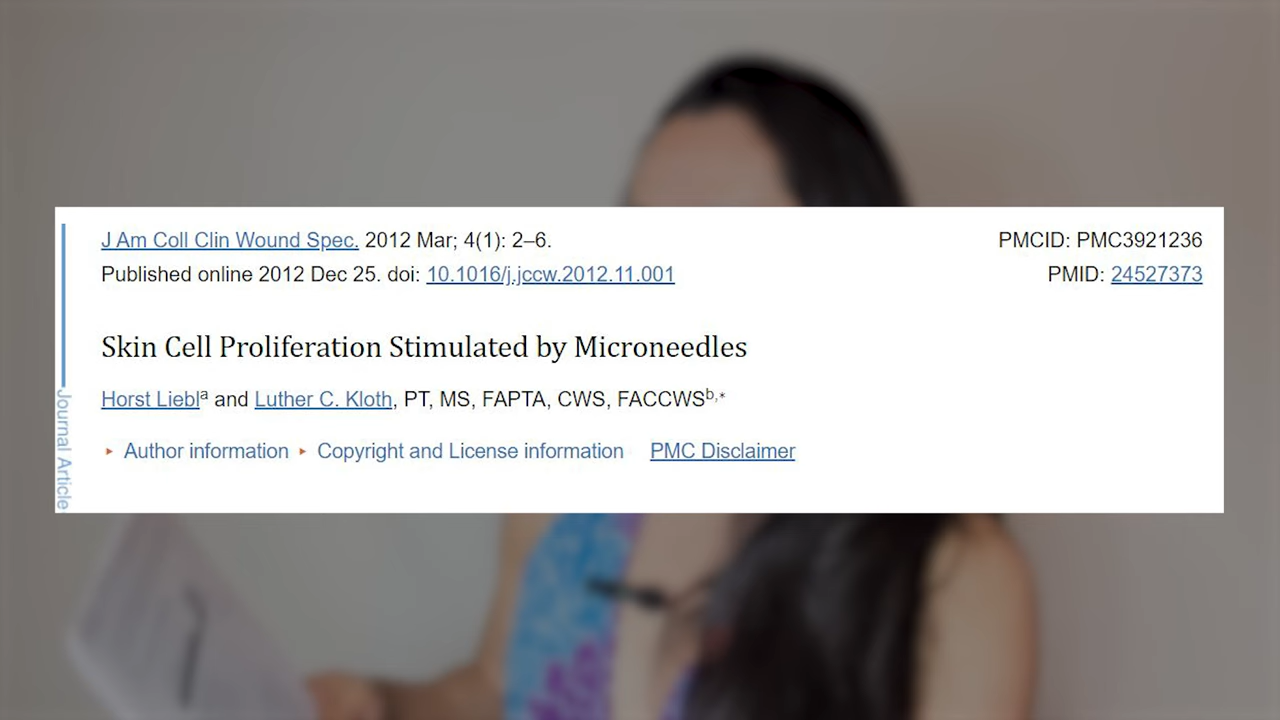 J Am Coll Clin Wound Spec. 2012 Mar; 4(1): 2–6.
PMCID: PMC3921236
Published online 2012 Dec 25. doi: 10.1016/j.jccw.2012.11.001
PMID: 24527373
Skin Cell Proliferation Stimulated by Microneedles
Horst Liebl a and Luther C. Kloth, PT, MS, FAPTA, CWS, FACCWS b,*
▸ Author information ▸ Copyright and License information PMC Disclaimer
Journal Article